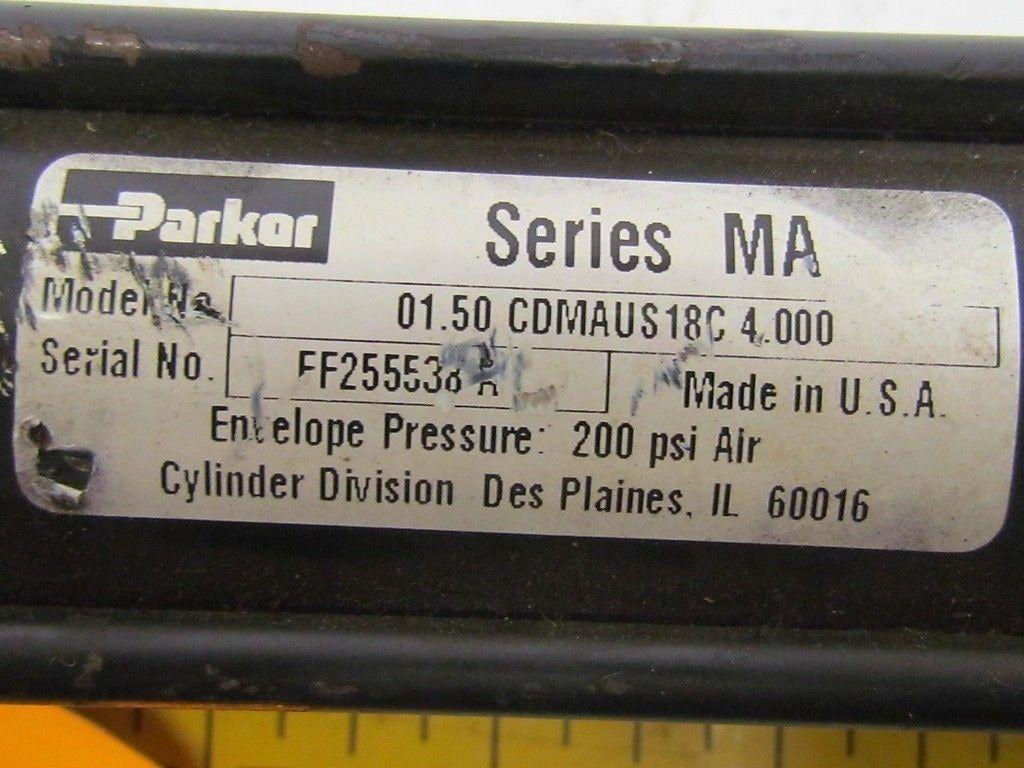 Parker
Series MA
Model No. 01.50 CDMAUS18C 4.000
Serial No. FF255538 A Made in U.S.A.
Envelope Pressure: 200 psi Air
Cylinder Division Des Plaines, IL 60016